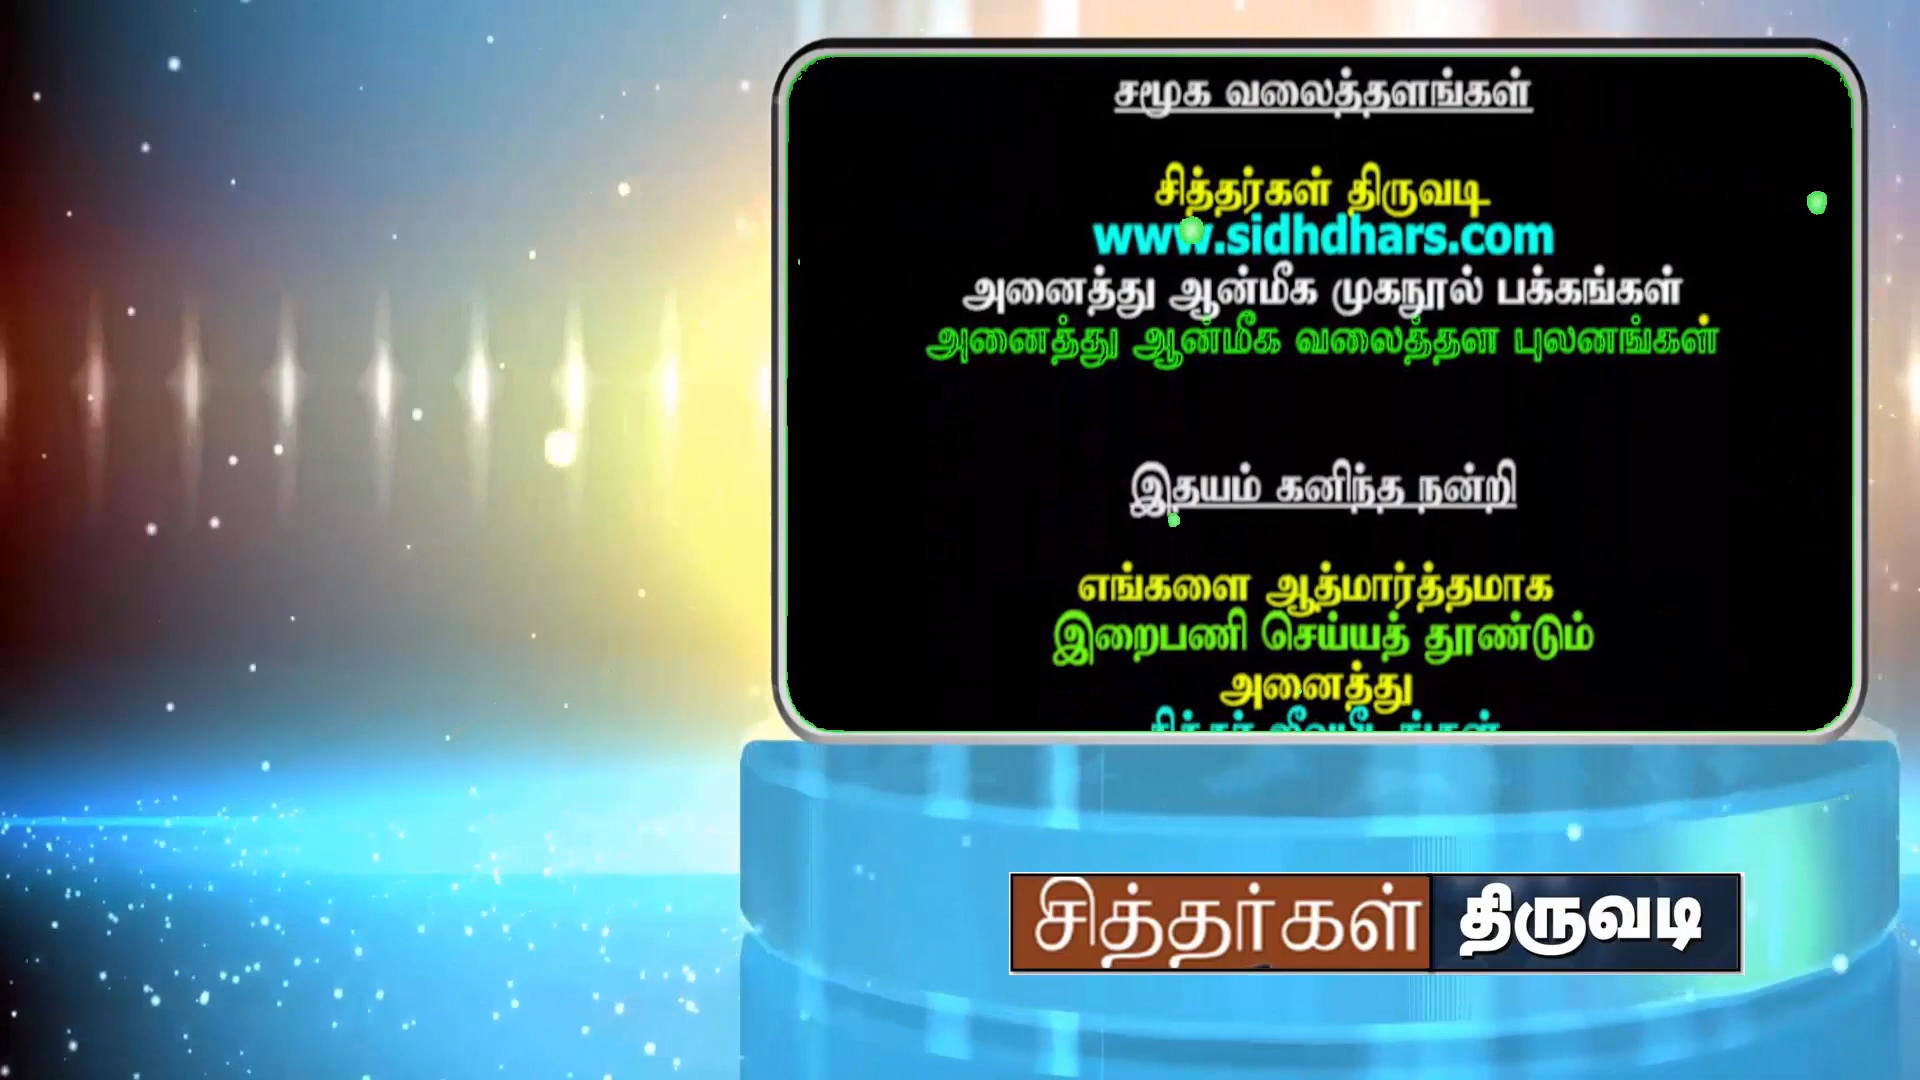 சமூக வலைத்தளங்கள்
சித்தர்கள் திருவடி
www.sidhdhars.com
அனைத்து ஆன்மீக முகநூல் பக்கங்கள்
அனைத்து ஆன்மீக வலைத்தள புலனங்கள்
இதயம் கனிந்த நன்றி
எங்களை ஆத்மார்த்தமாக
இறைபணி செய்யத் தூண்டும்
அனைத்து
சித்தர்கள் திருவடி